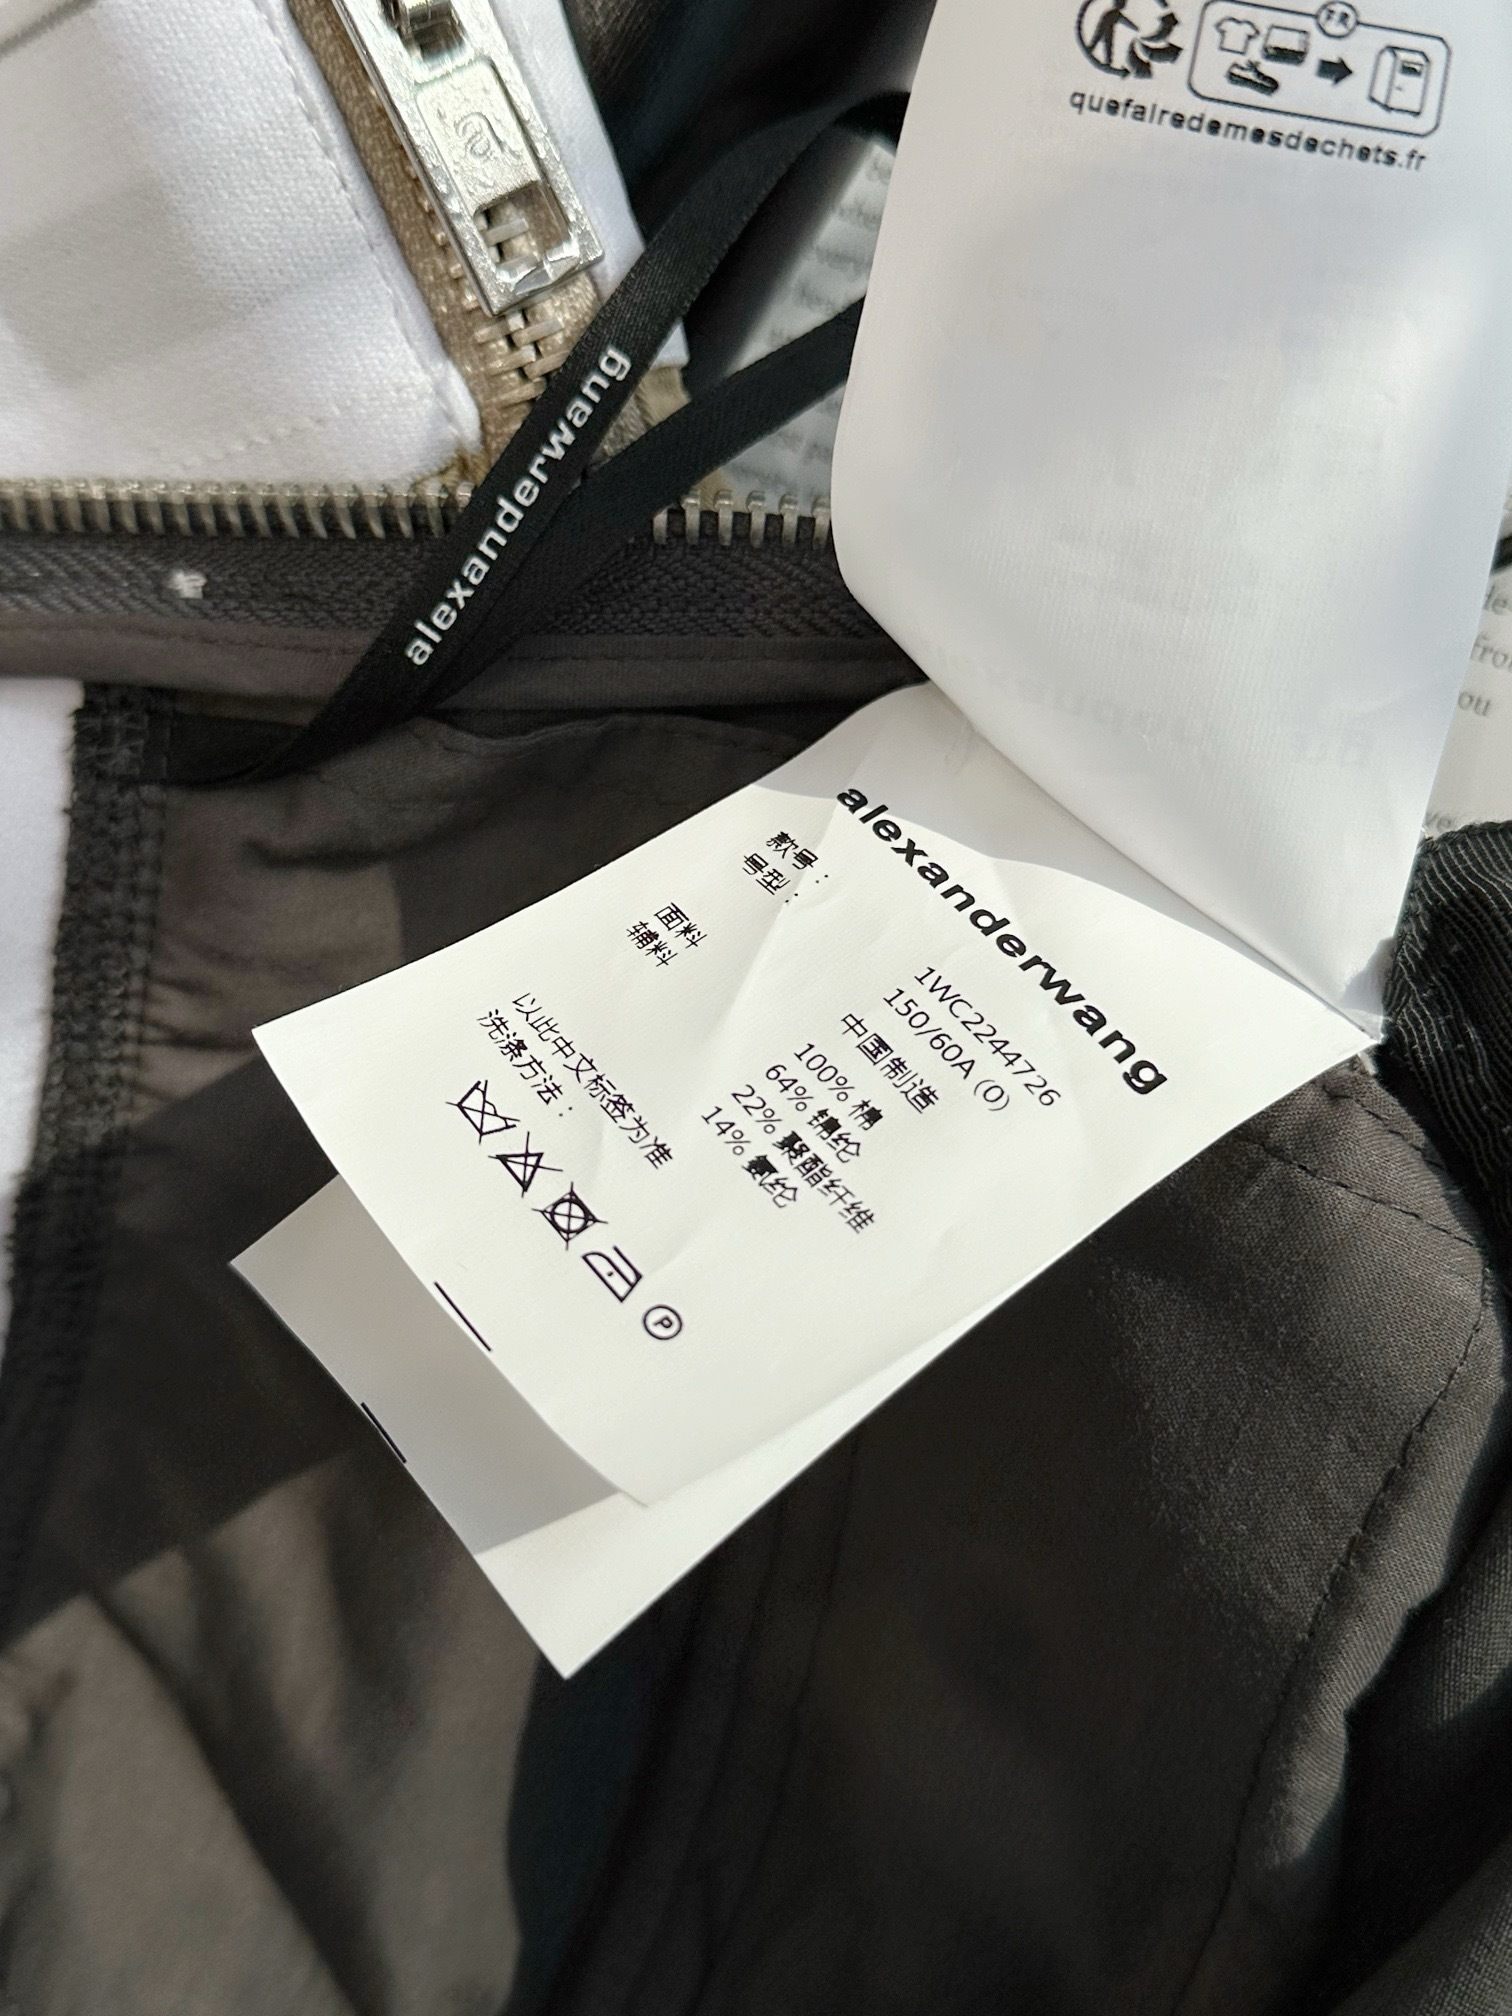 FR
quefairedemesdechets.fr
alexanderwang
alexanderwang
款号： 1WC2244726
号型： 150/60A (0)
中国制造
面料 100% 棉
辅料 64% 锦纶
22% 聚酯纤维
14% 氨纶
以此中文标签为准
洗涤方法：
P